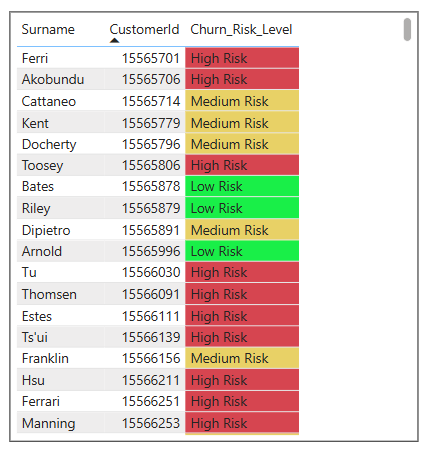 Surname CustomerId Churn_Risk_Level
Ferri 15565701 High Risk
Akobundu 15565706 High Risk
Cattaneo 15565714 Medium Risk
Kent 15565779 Medium Risk
Docherty 15565796 Medium Risk
Toosey 15565806 High Risk
Bates 15565878 Low Risk
Riley 15565879 Low Risk
Dipietro 15565891 Medium Risk
Arnold 15565996 Low Risk
Tu 15566030 High Risk
Thomsen 15566091 High Risk
Estes 15566111 High Risk
Ts'ui 15566139 High Risk
Franklin 15566156 Medium Risk
Hsu 15566211 High Risk
Ferrari 15566251 High Risk
Manning 15566253 High Risk